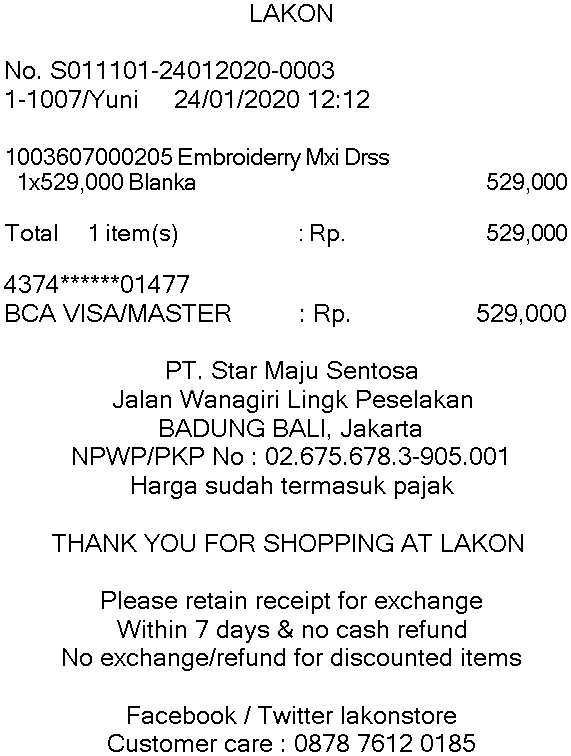 LAKON
No. S011101-24012020-0003
1-1007/Yuni 24/01/2020 12:12
1003607000205 Embroiderry Mxi Drss
1x529,000 Blanka 529,000
Total 1 item(s) : Rp. 529,000
4374******01477
BCA VISA/MASTER : Rp. 529,000
PT. Star Maju Sentosa
Jalan Wanagiri Lingk Peselakan
BADUNG BALI, Jakarta
NPWP/PKP No : 02.675.678.3-905.001
Harga sudah termasuk pajak
THANK YOU FOR SHOPPING AT LAKON
Please retain receipt for exchange
Within 7 days & no cash refund
No exchange/refund for discounted items
Facebook / Twitter lakonstore
Customer care : 0878 7612 0185